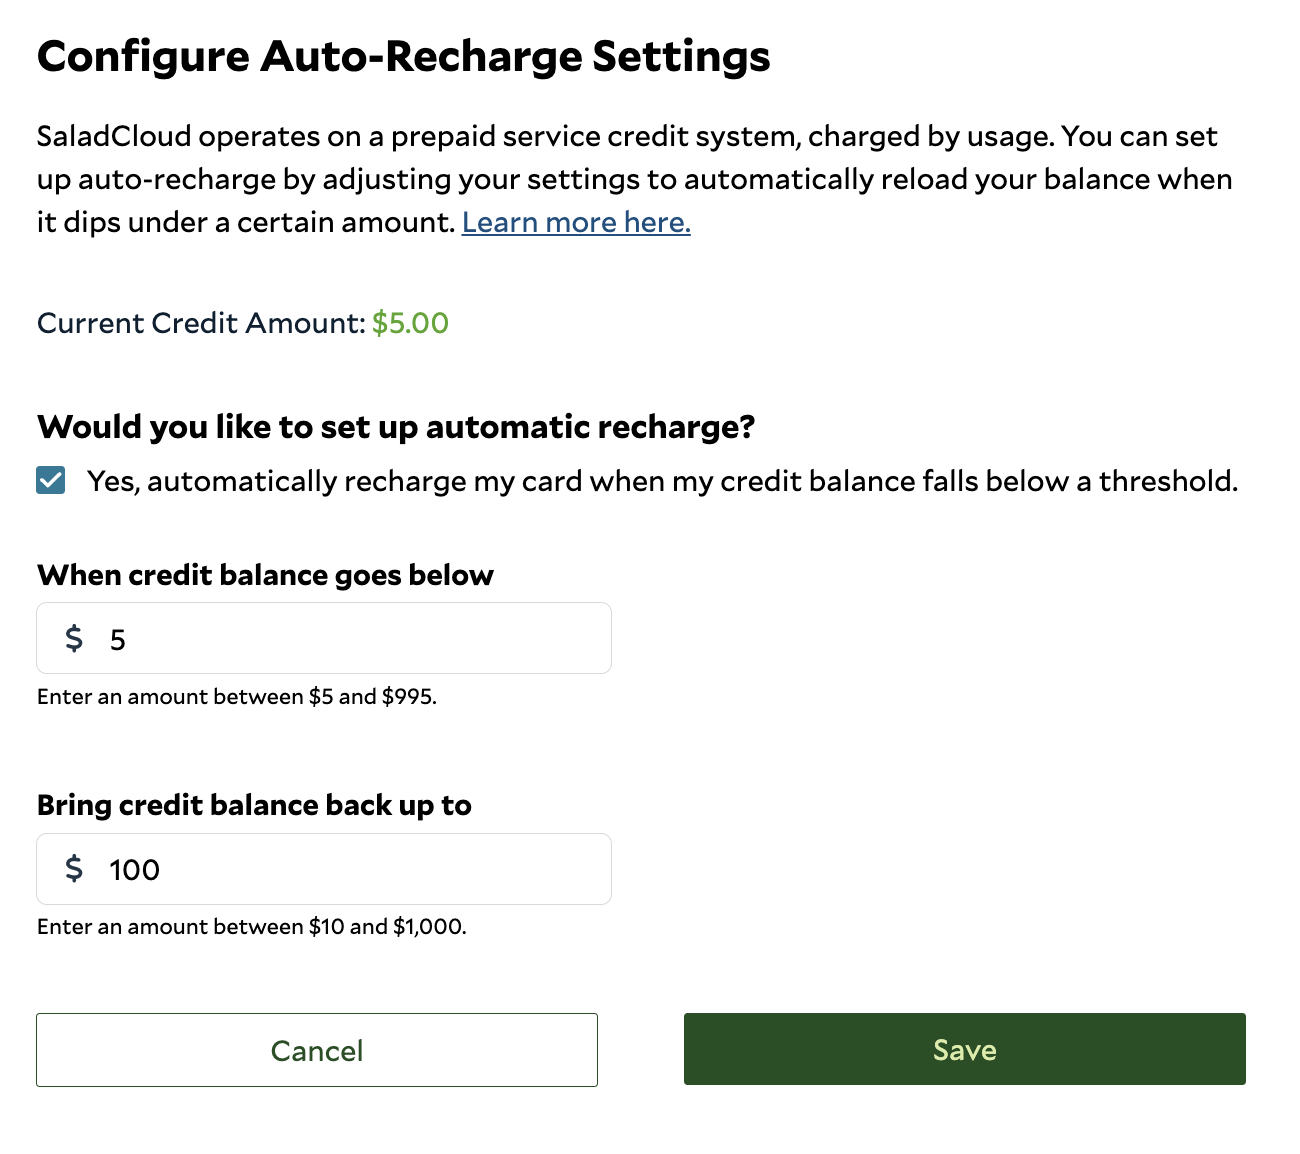 Configure Auto-Recharge Settings
SaladCloud operates on a prepaid service credit system, charged by usage. You can set
up auto-recharge by adjusting your settings to automatically reload your balance when
it dips under a certain amount. Learn more here.
Current Credit Amount: $5.00
Would you like to set up automatic recharge?
Yes, automatically recharge my card when my credit balance falls below a threshold.
When credit balance goes below
$ 5
Enter an amount between $5 and $995.
Bring credit balance back up to
$ 100
Enter an amount between $10 and $1,000.
Cancel
Save